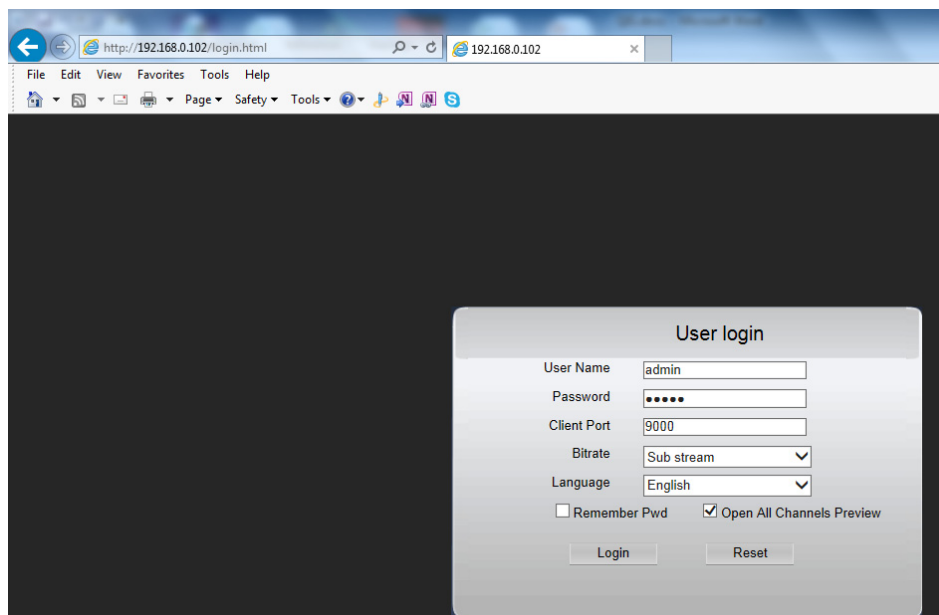 http://192.168.0.102/login.html
192.168.0.102
File Edit View Favorites Tools Help
Page Safety Tools
User login
User Name admin
Password •••••
Client Port 9000
Bitrate Sub stream
Language English
Remember Pwd Open All Channels Preview
Login Reset